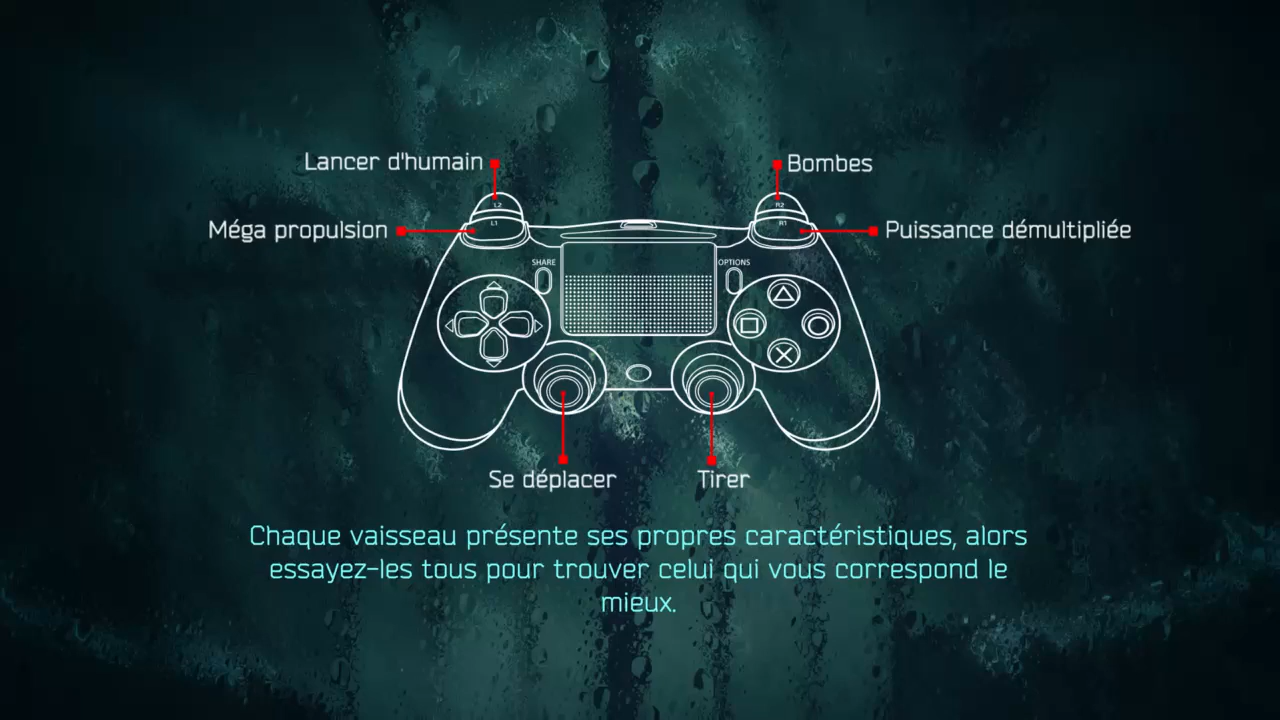 Lancer d'humain
Bombes
L2
R2
L1
R1
Méga propulsion
Puissance démultipliée
SHARE
OPTIONS
Se déplacer
Tirer
Chaque vaisseau présente ses propres caractéristiques, alors
essayez-les tous pour trouver celui qui vous correspond le
mieux.